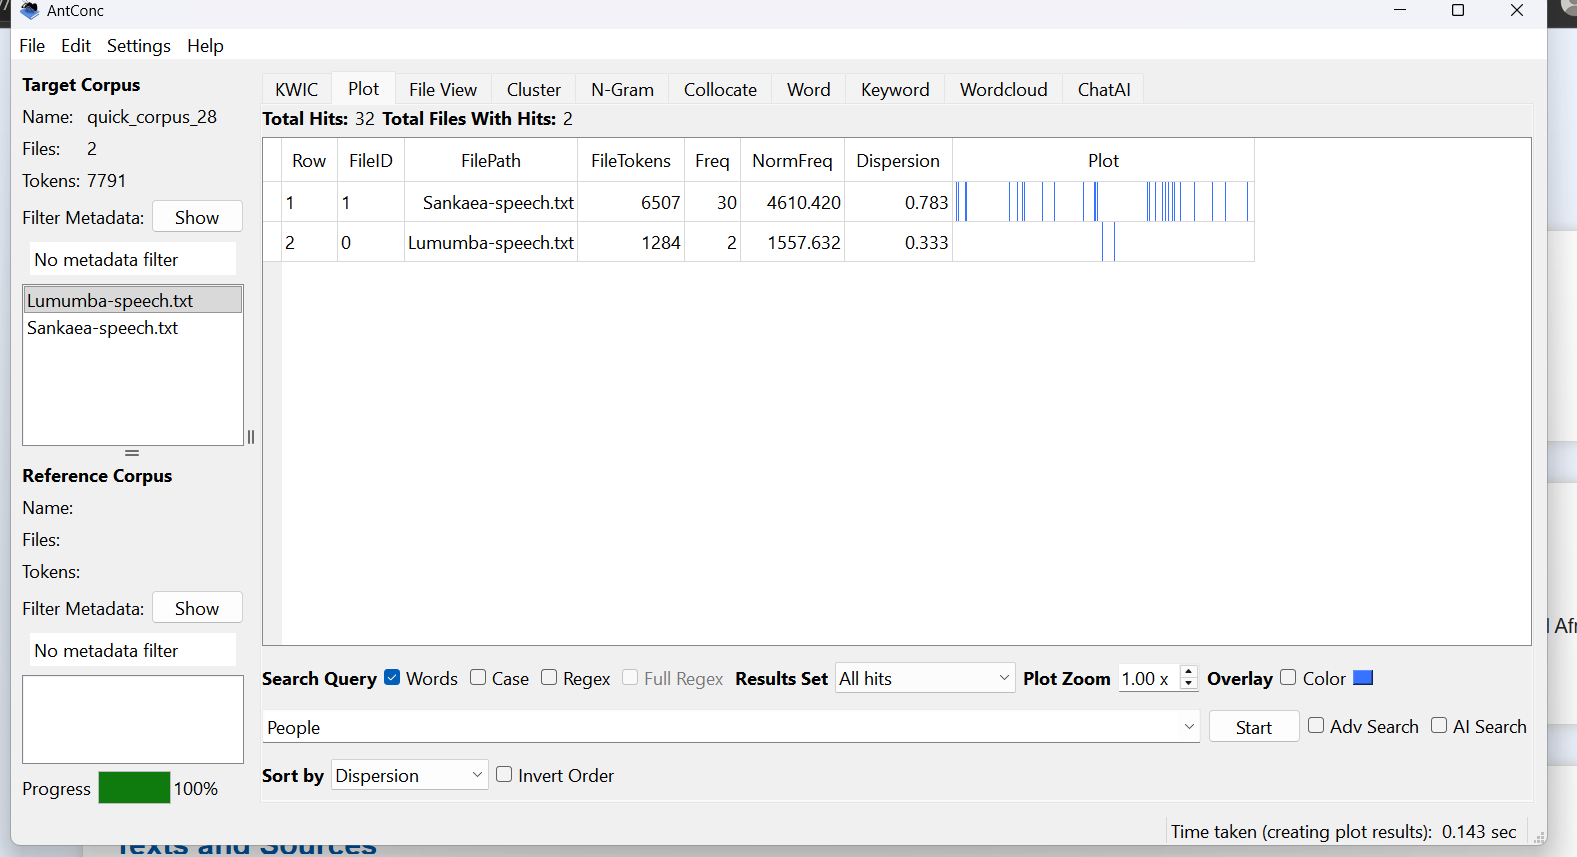 AntConc
File Edit Settings Help
Target Corpus
Name: quick_corpus_28
Files: 2
Tokens: 7791
Filter Metadata: Show
No metadata filter
Lumumba-speech.txt
Sankaea-speech.txt
Reference Corpus
Name:
Files:
Tokens:
Filter Metadata: Show
No metadata filter
Progress 100%
KWIC Plot File View Cluster N-Gram Collocate Word Keyword Wordcloud ChatAI
Total Hits: 32 Total Files With Hits: 2
Row FileID FilePath FileTokens Freq NormFreq Dispersion Plot
1 1 Sankaea-speech.txt 6507 30 4610.420 0.783
2 0 Lumumba-speech.txt 1284 2 1557.632 0.333
Search Query Words Case Regex Full Regex Results Set All hits Plot Zoom 1.00 x Overlay Color
People Start Adv Search AI Search
Sort by Dispersion Invert Order
Time taken (creating plot results): 0.143 sec
Texts and Sources